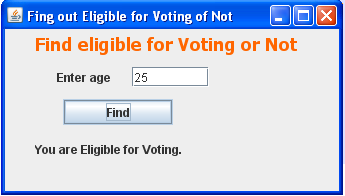 Fing out Eligible for Voting of Not
Find eligible for Voting or Not
Enter age 25
Find
You are Eligible for Voting.